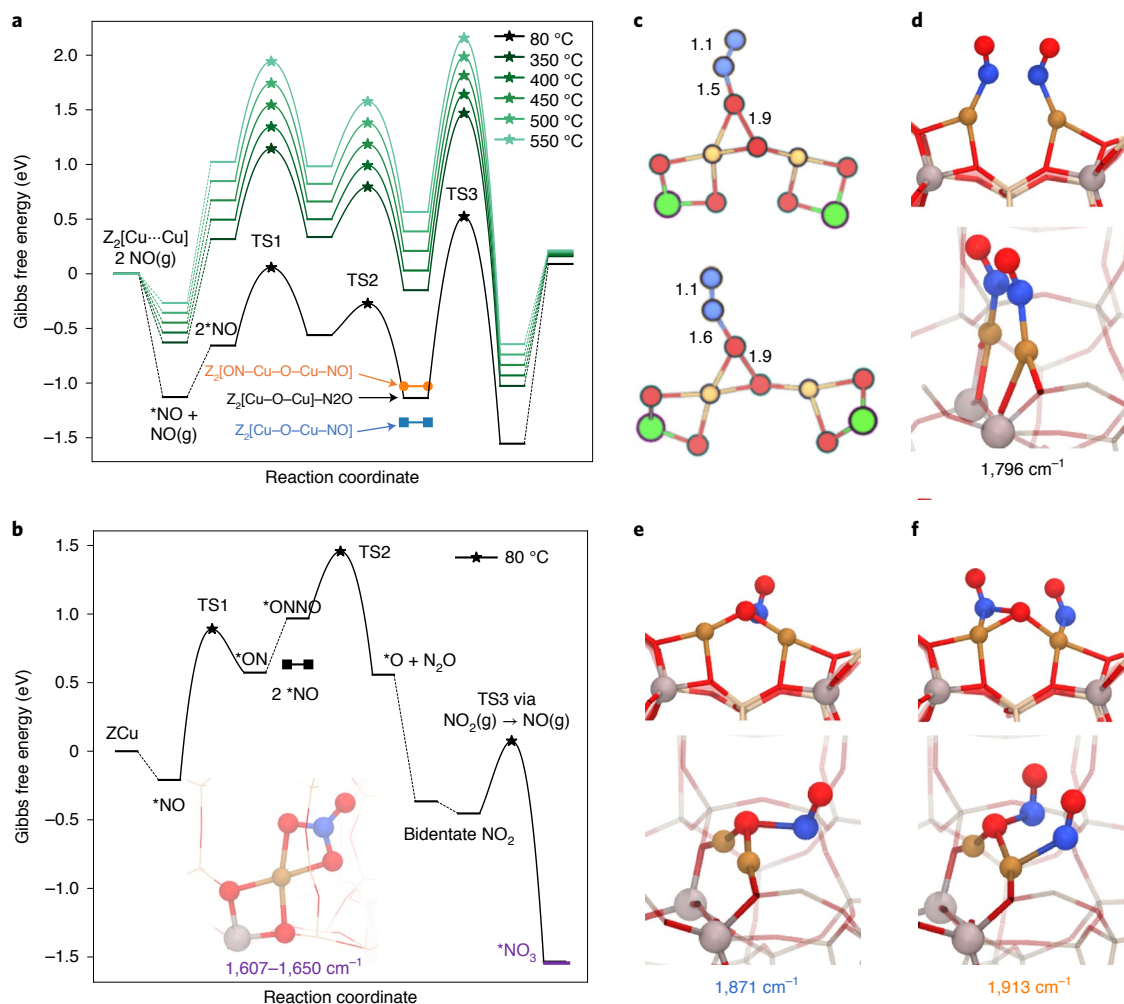 a
2.0
1.5
1.0
0.5
0
−0.5
−1.0
−1.5
Gibbs free energy (eV)
80 °C
350 °C
400 °C
450 °C
500 °C
550 °C
Z2[Cu···Cu]
2 NO(g)
TS1
TS2
TS3
2*NO
*NO +
NO(g)
Z2[ON–Cu–O–Cu–NO]
Z2[Cu–O–Cu]–N2O
Z2[Cu–O–Cu–NO]
Reaction coordinate
b
1.5
1.0
0.5
0
−0.5
−1.0
−1.5
Gibbs free energy (eV)
80 °C
ZCu
*NO
TS1
*ON
*ONNO
2 *NO
TS2
*O + N2O
Bidentate NO2
TS3 via
NO2(g) → NO(g)
*NO3
1,607–1,650 cm−1
Reaction coordinate
c
1.1
1.5
1.9
1.1
1.6
1.9
d
1,796 cm−1
e
1,871 cm−1
f
1,913 cm−1